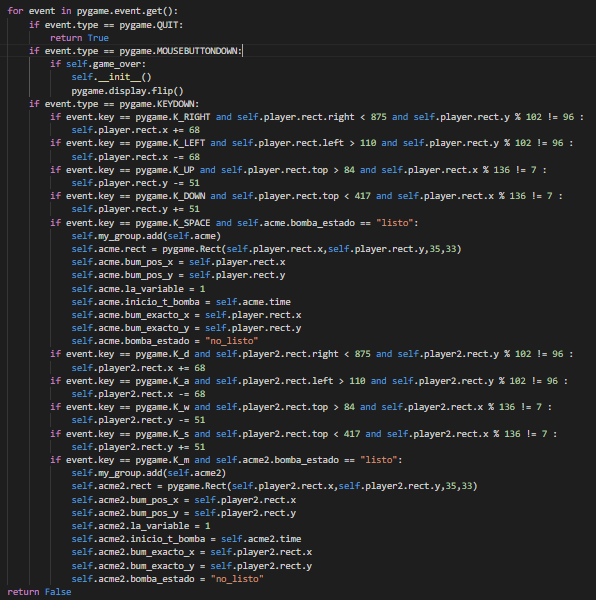 for event in pygame.event.get():
    if event.type == pygame.QUIT:
        return True
    if event.type == pygame.MOUSEBUTTONDOWN:
        if self.game_over:
            self.__init__()
            pygame.display.flip()
    if event.type == pygame.KEYDOWN:
        if event.key == pygame.K_RIGHT and self.player.rect.right < 875 and self.player.rect.y % 102 != 96 :
            self.player.rect.x += 68
        if event.key == pygame.K_LEFT and self.player.rect.left > 110 and self.player.rect.y % 102 != 96 :
            self.player.rect.x -= 68
        if event.key == pygame.K_UP and self.player.rect.top > 84 and self.player.rect.x % 136 != 7 :
            self.player.rect.y -= 51
        if event.key == pygame.K_DOWN and self.player.rect.top < 417 and self.player.rect.x % 136 != 7 :
            self.player.rect.y += 51
        if event.key == pygame.K_SPACE and self.acme.bomba_estado == "listo":
            self.my_group.add(self.acme)
            self.acme.rect = pygame.Rect(self.player.rect.x,self.player.rect.y,35,33)
            self.acme.bum_pos_x = self.player.rect.x
            self.acme.bum_pos_y = self.player.rect.y
            self.acme.la_variable = 1
            self.acme.inicio_t_bomba = self.acme.time
            self.acme.bum_exacto_x = self.player.rect.x
            self.acme.bum_exacto_y = self.player.rect.y
            self.acme.bomba_estado = "no_listo"
        if event.key == pygame.K_d and self.player2.rect.right < 875 and self.player2.rect.y % 102 != 96 :
            self.player2.rect.x += 68
        if event.key == pygame.K_a and self.player2.rect.left > 110 and self.player2.rect.y % 102 != 96 :
            self.player2.rect.x -= 68
        if event.key == pygame.K_w and self.player2.rect.top > 84 and self.player2.rect.x % 136 != 7 :
            self.player2.rect.y -= 51
        if event.key == pygame.K_s and self.player2.rect.top < 417 and self.player2.rect.x % 136 != 7 :
            self.player2.rect.y += 51
        if event.key == pygame.K_m and self.acme2.bomba_estado == "listo":
            self.my_group.add(self.acme2)
            self.acme2.rect = pygame.Rect(self.player2.rect.x,self.player2.rect.y,35,33)
            self.acme2.bum_pos_x = self.player2.rect.x
            self.acme2.bum_pos_y = self.player2.rect.y
            self.acme2.la_variable = 1
            self.acme2.inicio_t_bomba = self.acme2.time
            self.acme2.bum_exacto_x = self.player2.rect.x
            self.acme2.bum_exacto_y = self.player2.rect.y
            self.acme2.bomba_estado = "no_listo"
return False